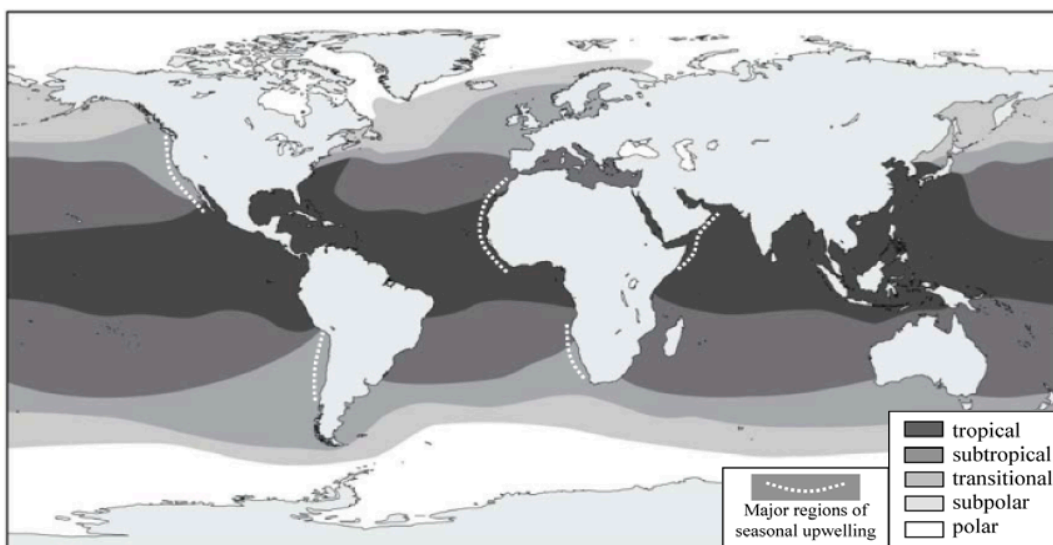 tropical
subtropical
transitional
subpolar
polar
Major regions of
seasonal upwelling